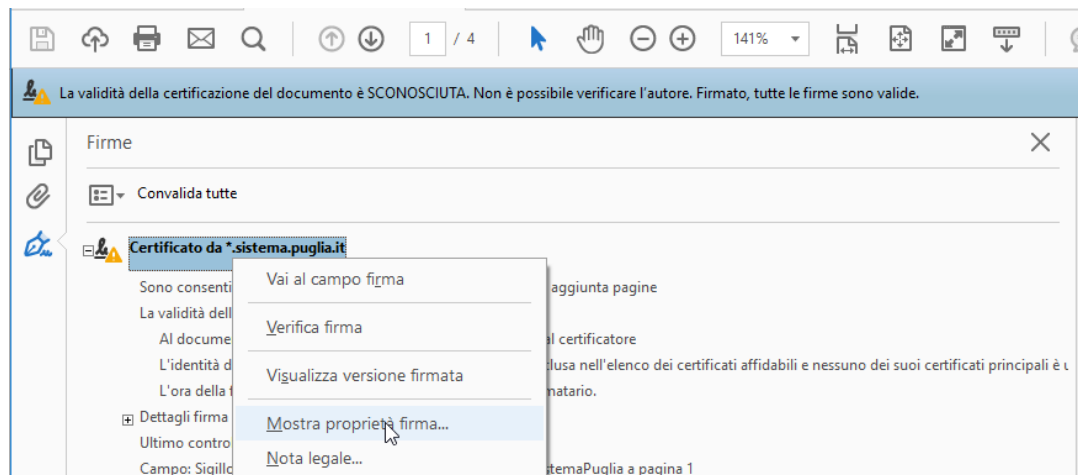 1 / 4
141%
La validità della certificazione del documento è SCONOSCIUTA. Non è possibile verificare l'autore. Firmato, tutte le firme sono valide.
Firme
Convalida tutte
Certificato da *.sistema.puglia.it
Vai al campo firma
Sono consenti aggiunta pagine
La validità dell
Verifica firma
Al docume al certificatore
L'identità d lusa nell'elenco dei certificati affidabili e nessuno dei suoi certificati principali è
Visualizza versione firmata
L'ora della matario.
Dettagli firma
Mostra proprietà firma...
Ultimo contro
Nota legale...
Campo: Sigillo temaPuglia a pagina 1